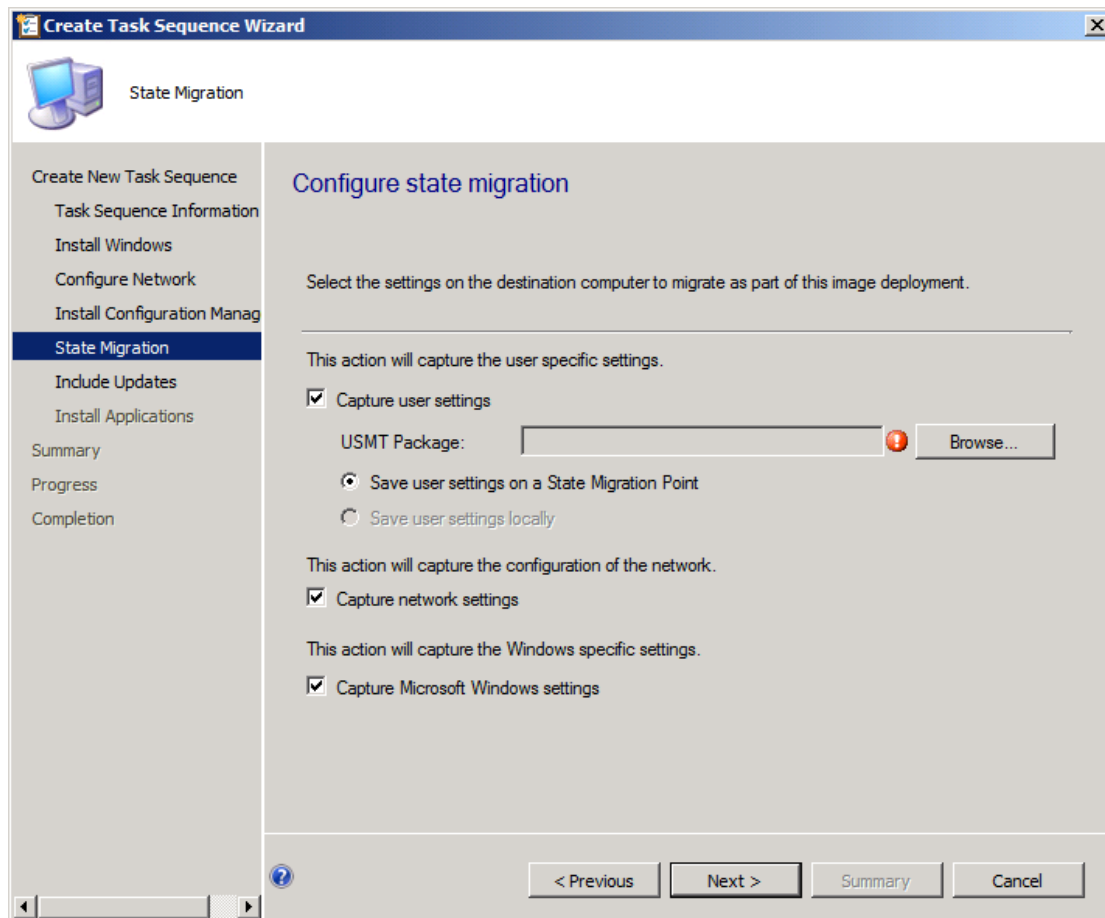 Create Task Sequence Wizard
State Migration
Create New Task Sequence
Task Sequence Information
Install Windows
Configure Network
Install Configuration Manag
State Migration
Include Updates
Install Applications
Summary
Progress
Completion
Configure state migration
Select the settings on the destination computer to migrate as part of this image deployment.
This action will capture the user specific settings.
Capture user settings
USMT Package:
Browse...
Save user settings on a State Migration Point
Save user settings locally
This action will capture the configuration of the network.
Capture network settings
This action will capture the Windows specific settings.
Capture Microsoft Windows settings
< Previous
Next >
Summary
Cancel